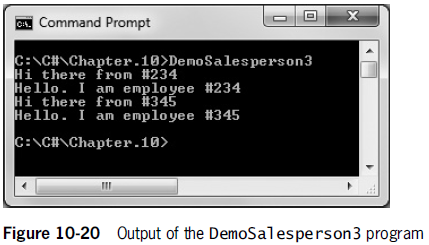 Command Prompt
C:\C#\Chapter.10>DemoSalesperson3
Hi there from #234
Hello. I am employee #234
Hi there from #345
Hello. I am employee #345
C:\C#\Chapter.10>
Figure 10-20 Output of the DemoSalesperson3 program